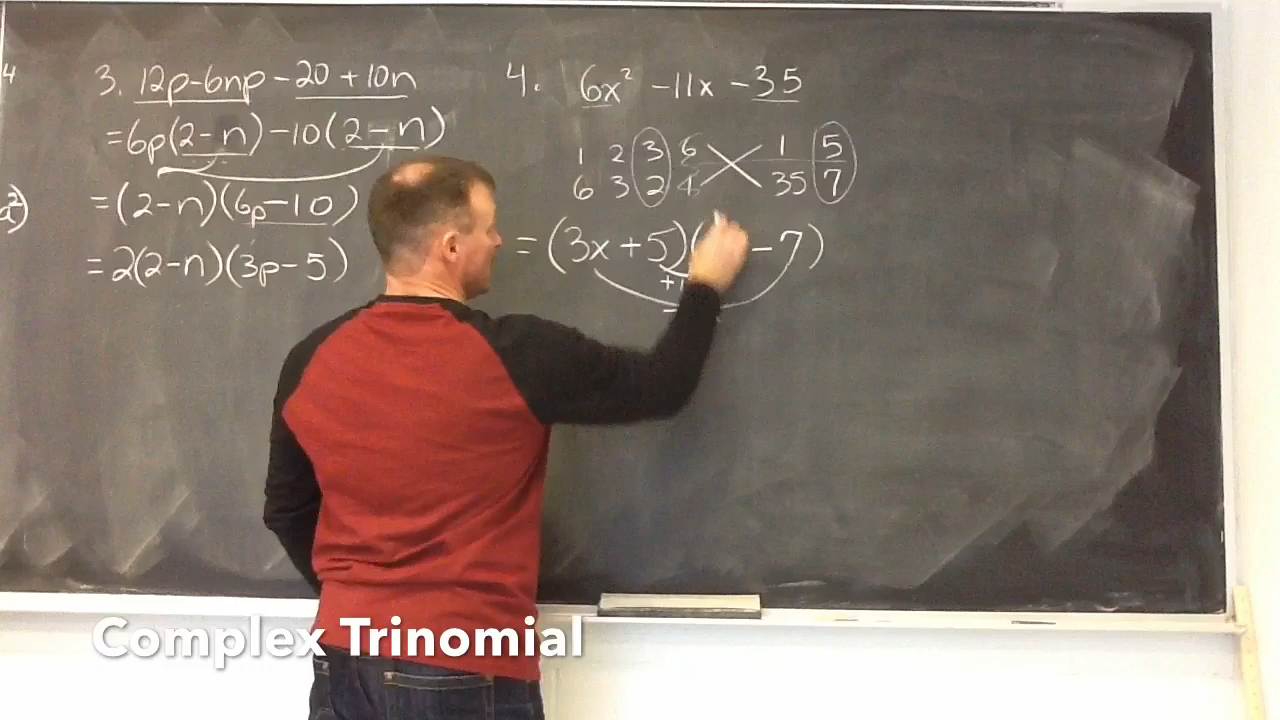 4
a²)
3. 12p-6np-20+10n
=6p(2-n)-10(2-n)
=(2-n)(6p-10)
=2(2-n)(3p-5)
4. 6x² -11x -35
1 2 3 6 1 5
6 3 2 35 7
=(3x+5)( -7)
+
-
Complex Trinomial